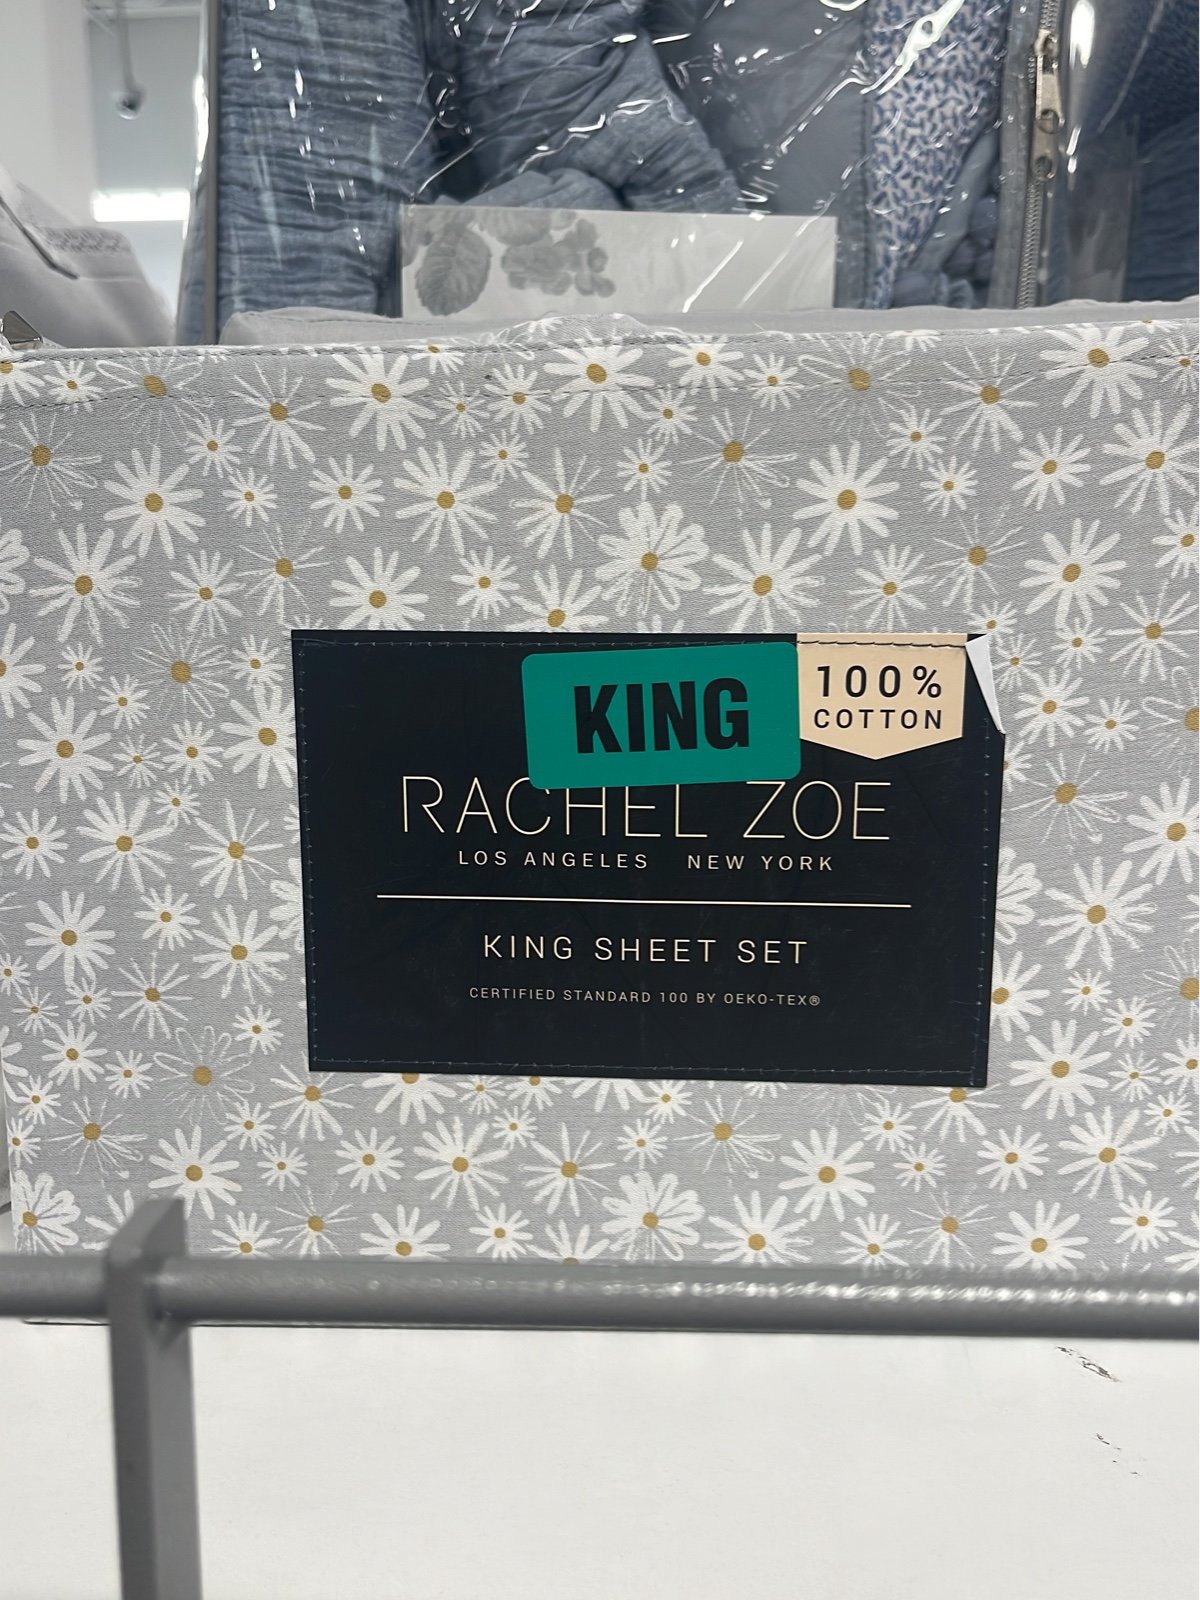 KING
100%
COTTON
RACHEL ZOE
LOS ANGELES NEW YORK
KING SHEET SET
CERTIFIED STANDARD 100 BY OEKO-TEX®